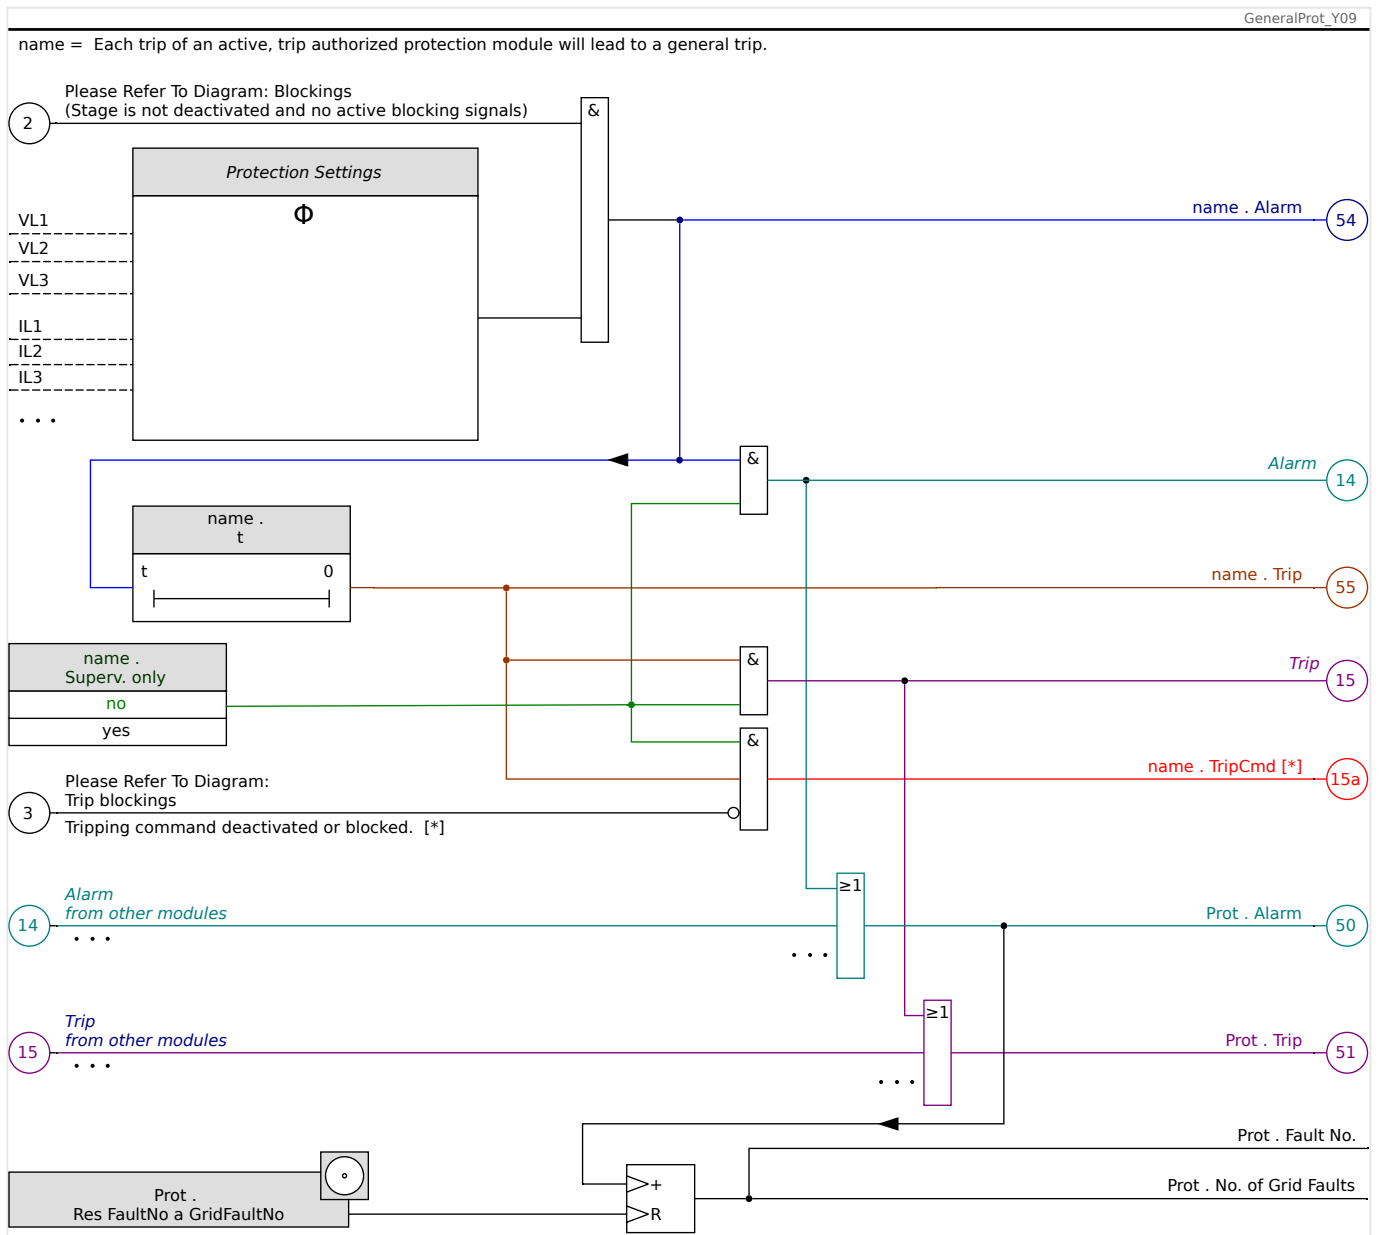 GeneralProt_Y09
name = Each trip of an active, trip authorized protection module will lead to a general trip.
Please Refer To Diagram: Blockings
(Stage is not deactivated and no active blocking signals)
2
&
Protection Settings
Φ
VL1
VL2
VL3
IL1
IL2
IL3
. . .
name . Alarm
54
&
Alarm
14
name .
t
t 0
name . Trip
55
name .
Superv. only
no
yes
&
Trip
15
&
name . TripCmd [*]
15a
Please Refer To Diagram:
Trip blockings
3
Tripping command deactivated or blocked. [*]
Alarm
from other modules
14
. . .
≥1
. . .
Prot . Alarm
50
Trip
from other modules
15
. . .
≥1
. . .
Prot . Trip
51
Prot . Fault No.
Prot . No. of Grid Faults
+
R
Prot .
Res FaultNo a GridFaultNo